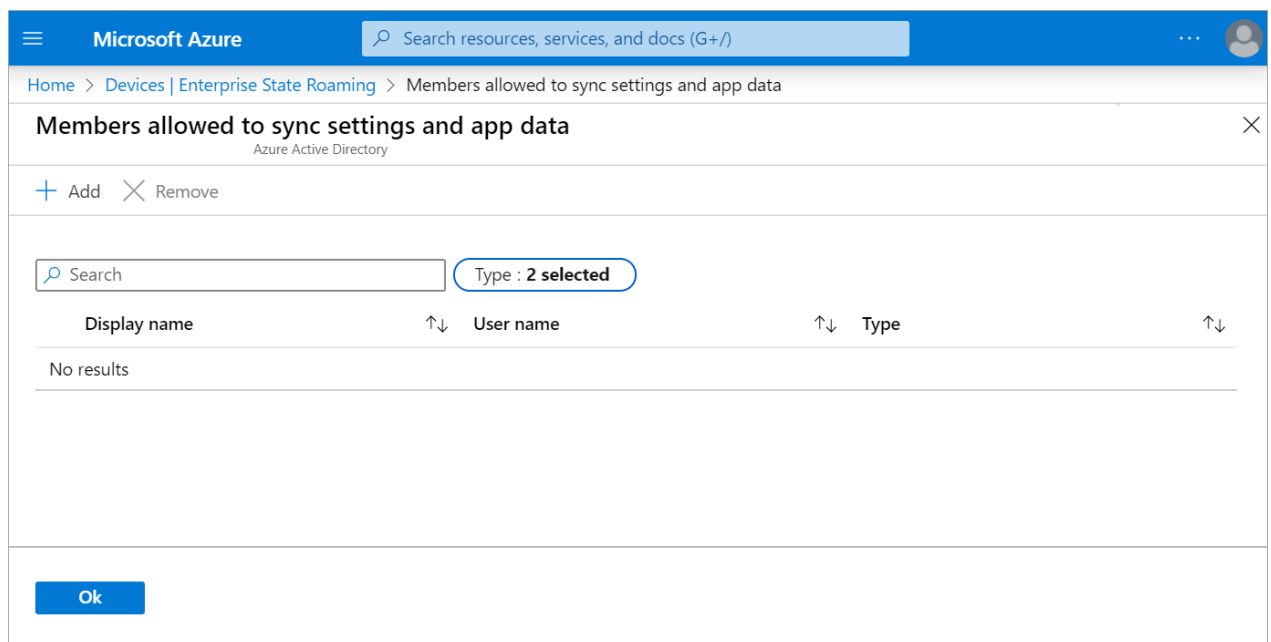 Microsoft Azure Search resources, services, and docs (G+/) ...
Home > Devices | Enterprise State Roaming > Members allowed to sync settings and app data
Members allowed to sync settings and app data
Azure Active Directory
Add Remove
Search Type : 2 selected
Display name User name Type
No results
Ok